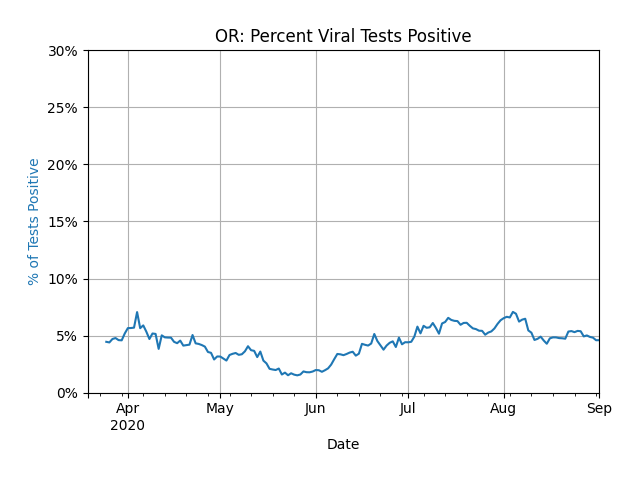 OR: Percent Viral Tests Positive
30%
25%
20%
15%
10%
5%
0%
% of Tests Positive
Apr
2020
May
Jun
Jul
Aug
Sep
Date